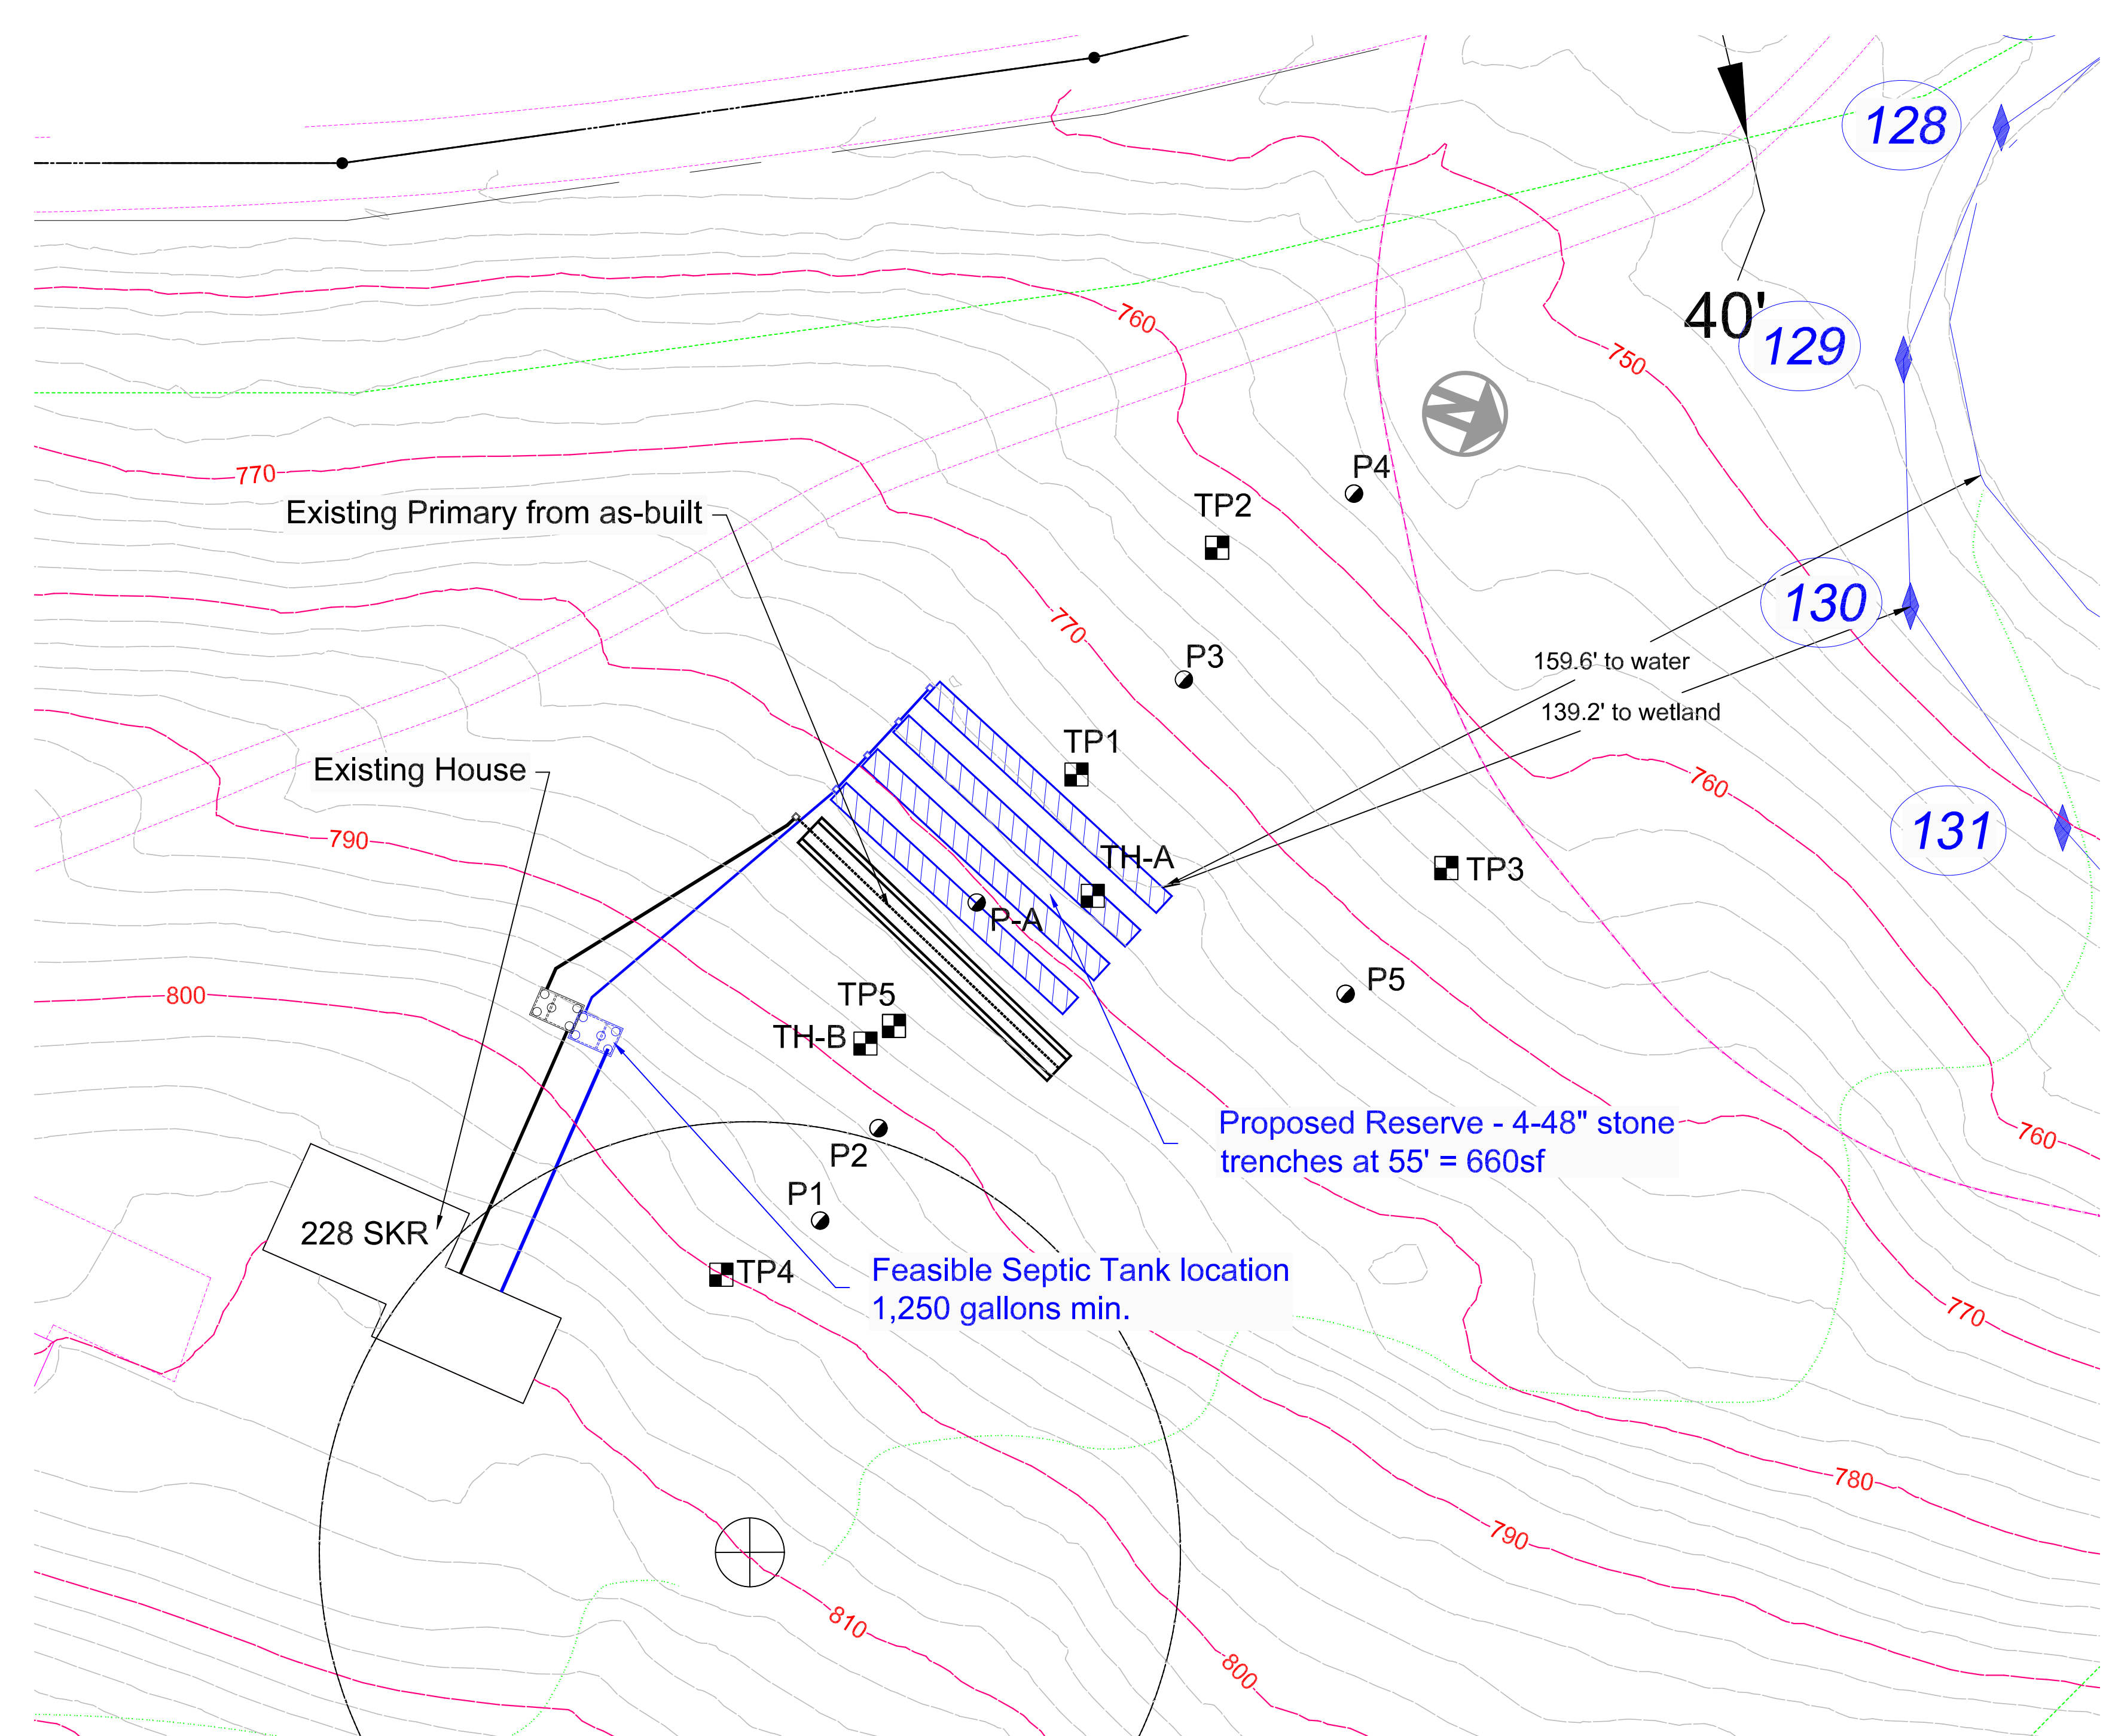 128
40'
129
760
750
N
P4
770
TP2
Existing Primary from as-built
130
770
P3
159.6' to water
139.2' to wetland
TP1
Existing House
760
790
131
TH-A
TP3
P-A
P5
800
TP5
TH-B
Proposed Reserve - 4-48" stone
trenches at 55' = 660sf
760
P2
P1
228 SKR
TP4
Feasible Septic Tank location
1,250 gallons min.
770
780
790
810
800